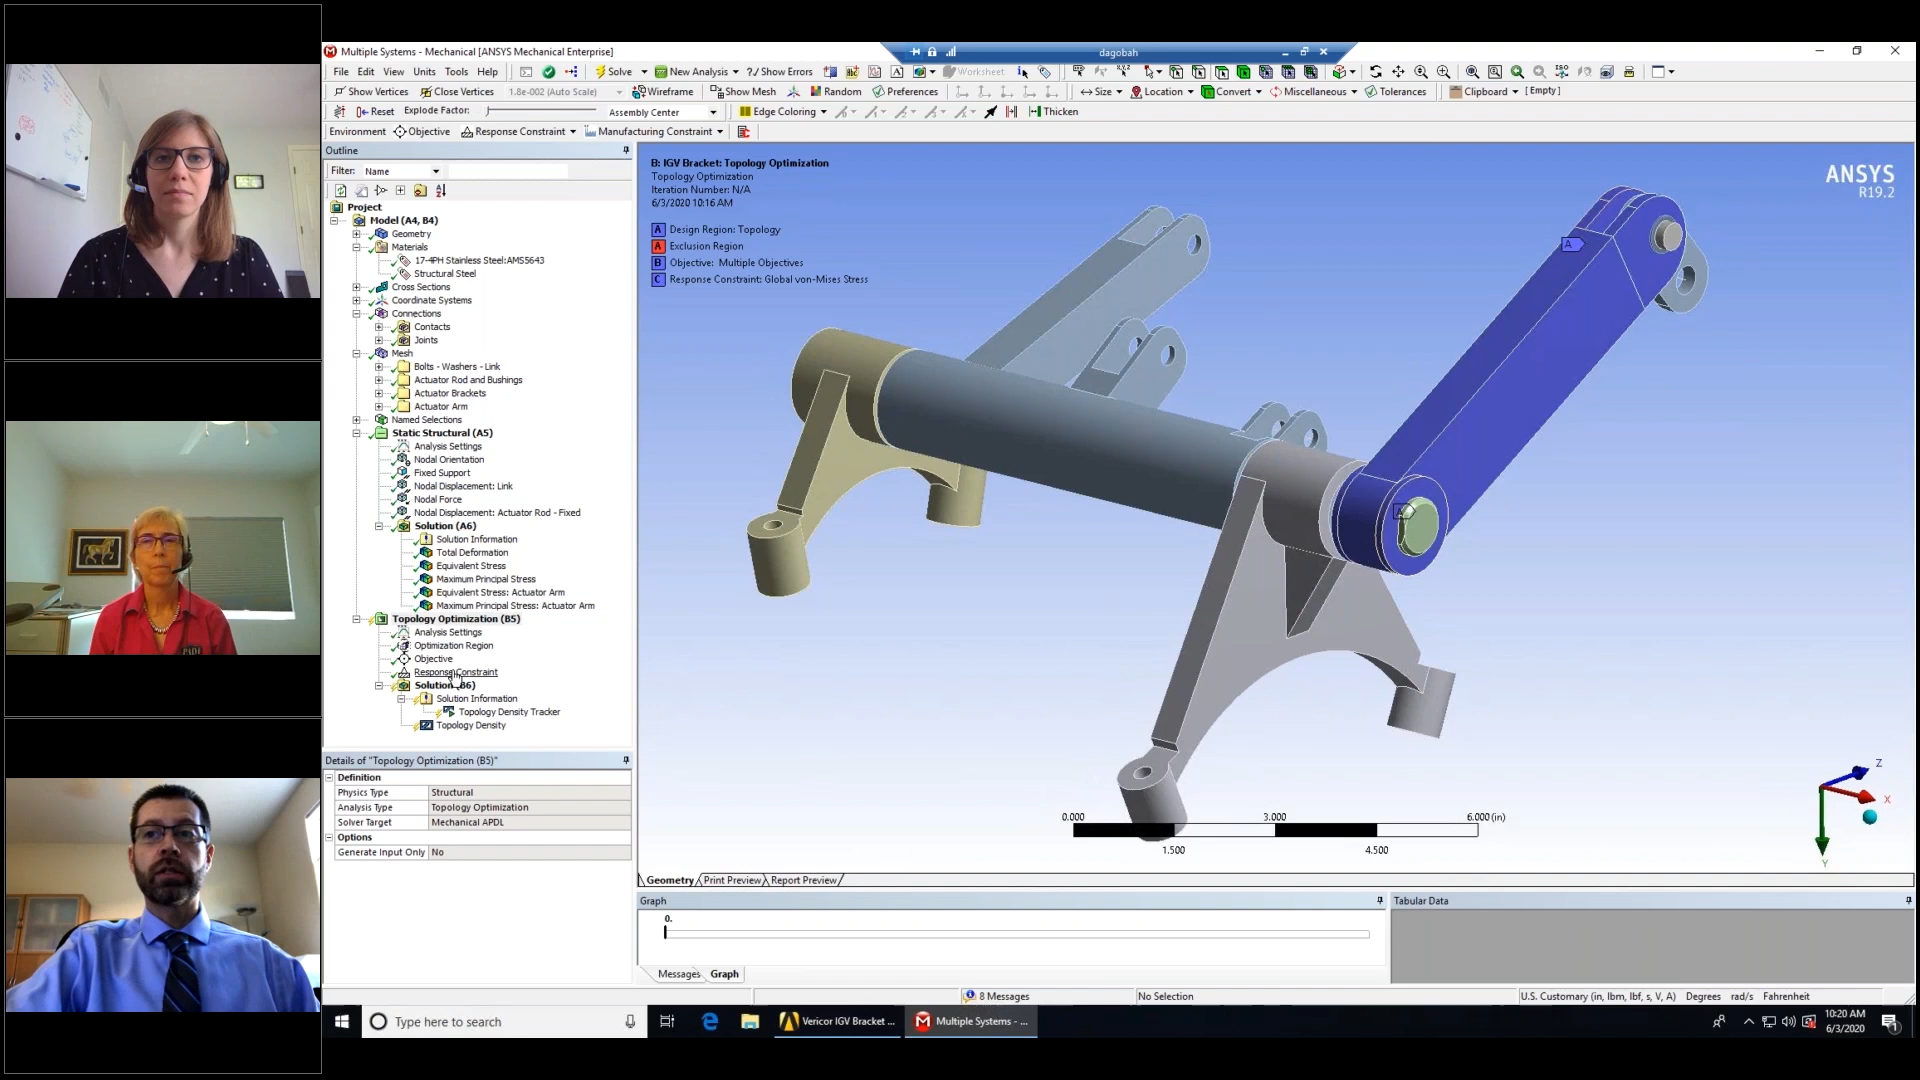 Multiple Systems - Mechanical [ANSYS Mechanical Enterprise]
dagobah
File Edit View Units Tools Help
Solve New Analysis ?/ Show Errors Worksheet
Show Vertices Close Vertices 1.8e-002 (Auto Scale) Wireframe Show Mesh Random Preferences Size Location Convert Miscellaneous Tolerances Clipboard [ Empty ]
Reset Explode Factor: Assembly Center Edge Coloring Thicken
Environment Objective Response Constraint Manufacturing Constraint
Outline
Filter: Name
Project
Model (A4, B4)
Geometry
Materials
17-4PH Stainless Steel:AMS5643
Structural Steel
Cross Sections
Coordinate Systems
Connections
Contacts
Joints
Mesh
Bolts - Washers - Link
Actuator Rod and Bushings
Actuator Brackets
Actuator Arm
Named Selections
Static Structural (A5)
Analysis Settings
Nodal Orientation
Fixed Support
Nodal Displacement: Link
Nodal Force
Nodal Displacement: Actuator Rod - Fixed
Solution (A6)
Solution Information
Total Deformation
Equivalent Stress
Maximum Principal Stress
Equivalent Stress: Actuator Arm
Maximum Principal Stress: Actuator Arm
Topology Optimization (B5)
Analysis Settings
Optimization Region
Objective
Response Constraint
Solution (B6)
Solution Information
Topology Density Tracker
Topology Density
Details of "Topology Optimization (B5)"
Definition
Physics Type Structural
Analysis Type Topology Optimization
Solver Target Mechanical APDL
Options
Generate Input Only No
B: IGV Bracket: Topology Optimization
Topology Optimization
Iteration Number: N/A
6/3/2020 10:16 AM
A Design Region: Topology
A Exclusion Region
B Objective: Multiple Objectives
C Response Constraint: Global von-Mises Stress
ANSYS
R19.2
A
A
0.000 3.000 6.000 (in)
1.500 4.500
Z
X
Y
Geometry Print Preview Report Preview
Graph
0.
Tabular Data
Messages Graph
8 Messages No Selection U.S. Customary (in, lbm, lbf, s, V, A) Degrees rad/s Fahrenheit
Type here to search
Vericor IGV Bracket ...
Multiple Systems - ...
10:20 AM
6/3/2020
1